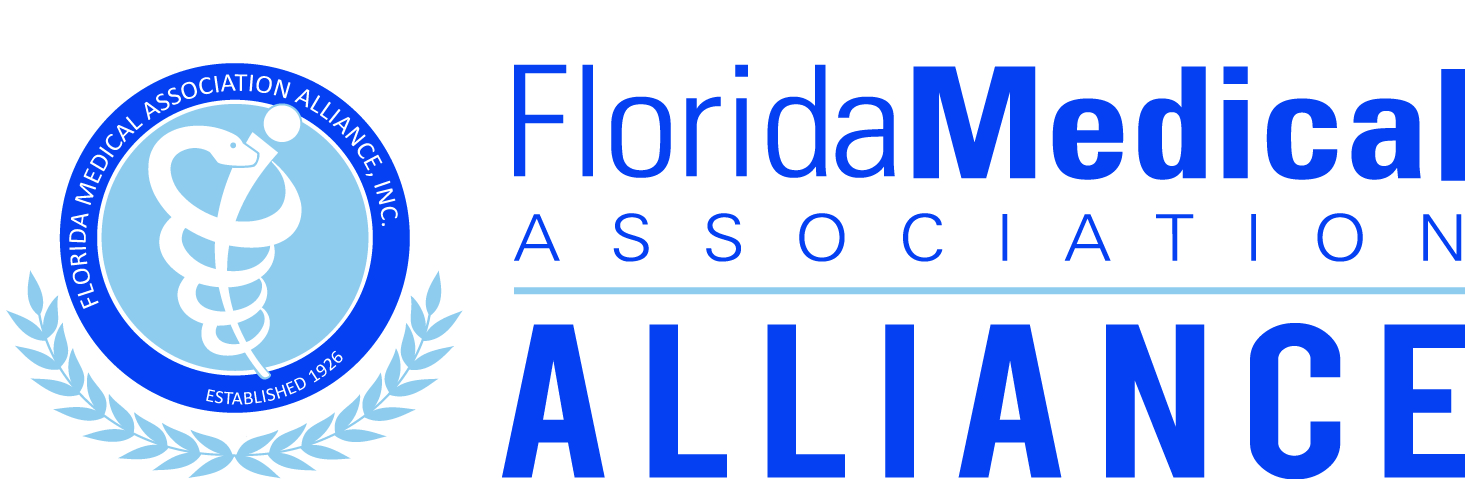 FLORIDA MEDICAL ASSOCIATION ALLIANCE, INC.
ESTABLISHED 1926
FloridaMedical
ASSOCIATION
ALLIANCE